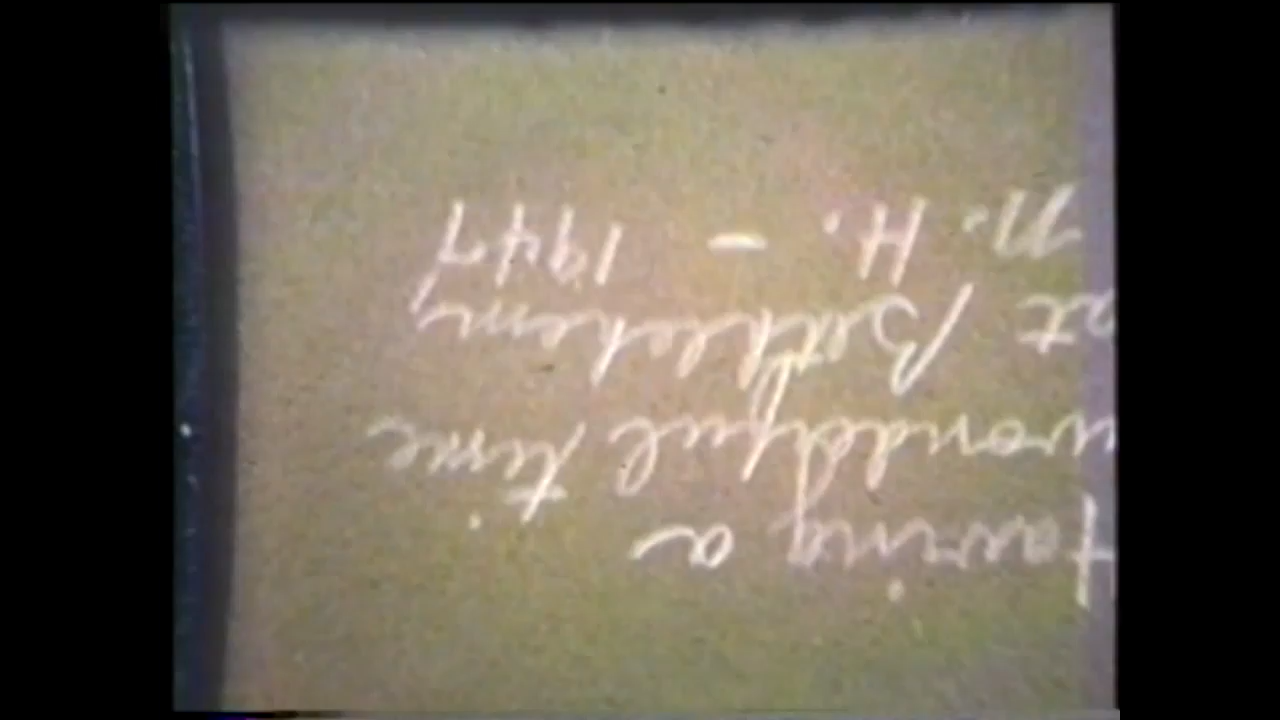 Having a
wonderful time
at Bethlehem,
N. H. - 1947